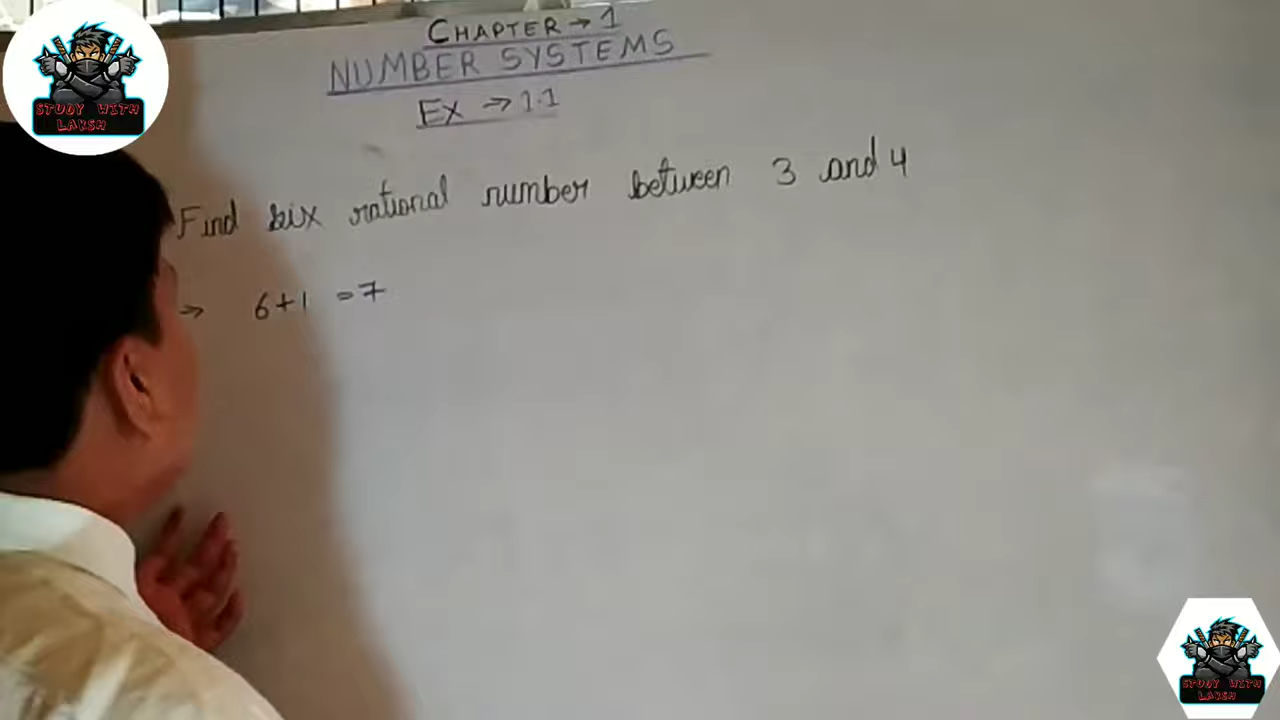 CHAPTER → 1
NUMBER SYSTEMS
EX → 1.1
Find six rational number between 3 and 4
→ 6+1 =7
STUDY WITH
LAKSH
STUDY WITH
LAKSH